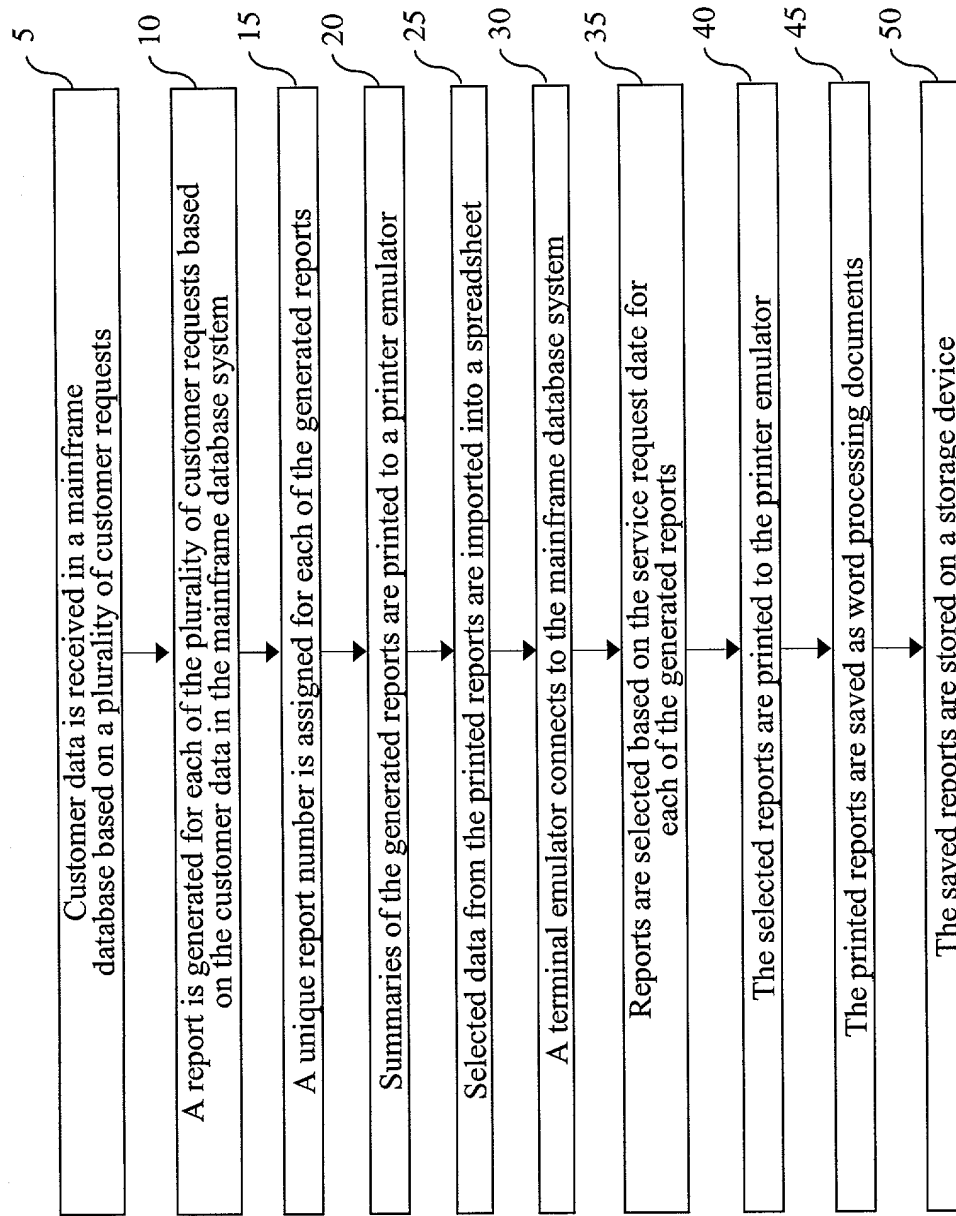 5
Customer data is received in a mainframe
database based on a plurality of customer requests
10
A report is generated for each of the plurality of customer requests based
on the customer data in the mainframe database system
15
A unique report number is assigned for each of the generated reports
20
Summaries of the generated reports are printed to a printer emulator
25
Selected data from the printed reports are imported into a spreadsheet
30
A terminal emulator connects to the mainframe database system
35
Reports are selected based on the service request date for
each of the generated reports
40
The selected reports are printed to the printer emulator
45
The printed reports are saved as word processing documents
50
The saved reports are stored on a storage device